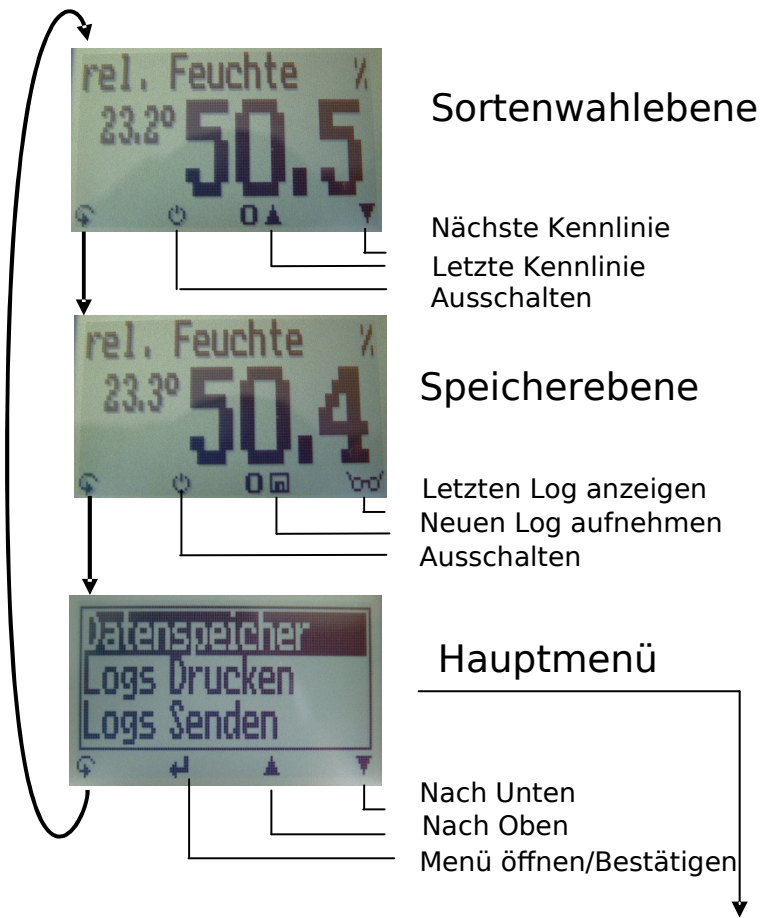 rel. Feuchte %
23.2° 50.5
0
Sortenwahlebene
Nächste Kennlinie
Letzte Kennlinie
Ausschalten
rel. Feuchte %
23.3° 50.4
0
Speicherebene
Letzten Log anzeigen
Neuen Log aufnehmen
Ausschalten
Datenspeicher
Logs Drucken
Logs Senden
Hauptmenü
Nach Unten
Nach Oben
Menü öffnen/Bestätigen